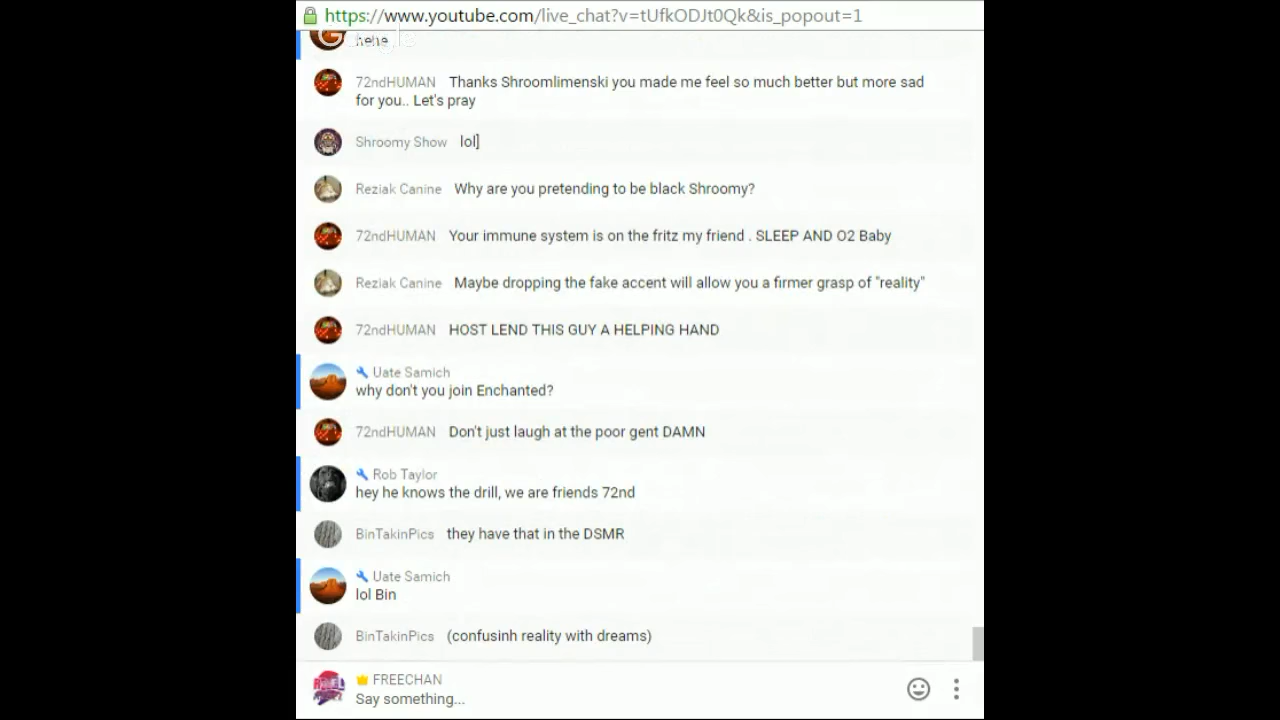 https://www.youtube.com/live_chat?v=tUfkODJt0Qk&is_popout=1
Google
hehe
72ndHUMAN Thanks Shroomlimenski you made me feel so much better but more sad
for you.. Let's pray
Shroomy Show lol]
Reziak Canine Why are you pretending to be black Shroomy?
72ndHUMAN Your immune system is on the fritz my friend . SLEEP AND O2 Baby
Reziak Canine Maybe dropping the fake accent will allow you a firmer grasp of "reality"
72ndHUMAN HOST LEND THIS GUY A HELPING HAND
Uate Samich
why don't you join Enchanted?
72ndHUMAN Don't just laugh at the poor gent DAMN
Rob Taylor
hey he knows the drill, we are friends 72nd
BinTakinPics they have that in the DSMR
Uate Samich
lol Bin
BinTakinPics (confusinh reality with dreams)
FREECHAN
Say something...